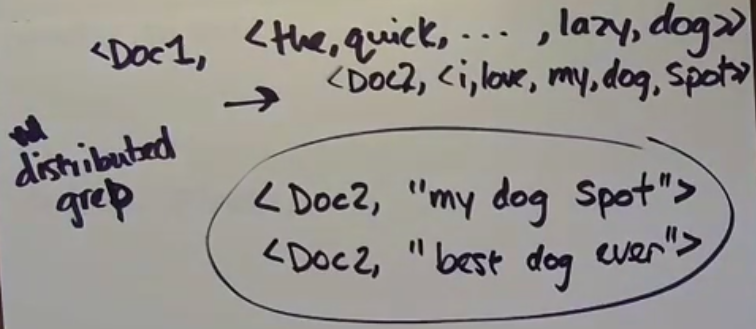 <Doc1, <the, quick, ... , lazy, dog>>
<Doc2, <i, love, my, dog, spot>>
distributed
grep
<Doc2, "my dog spot">
<Doc2, "best dog ever">